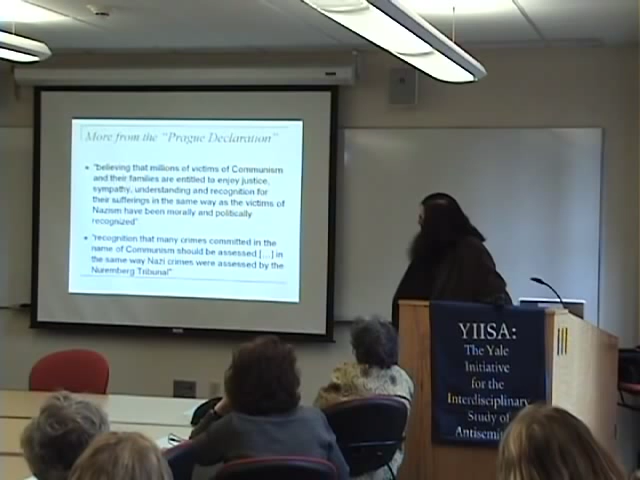 More from the "Prague Declaration"
"believing that millions of victims of Communism
and their families are entitled to enjoy justice,
sympathy, understanding and recognition for
their sufferings in the same way as the victims of
Nazism have been morally and politically
recognized"
"recognition that many crimes committed in the
name of Communism should be assessed [...] in
the same way Nazi crimes were assessed by the
Nuremberg Tribunal"
YIISA:
The Yale
Initiative
for the
Interdisciplinary
Study of
Antisemi